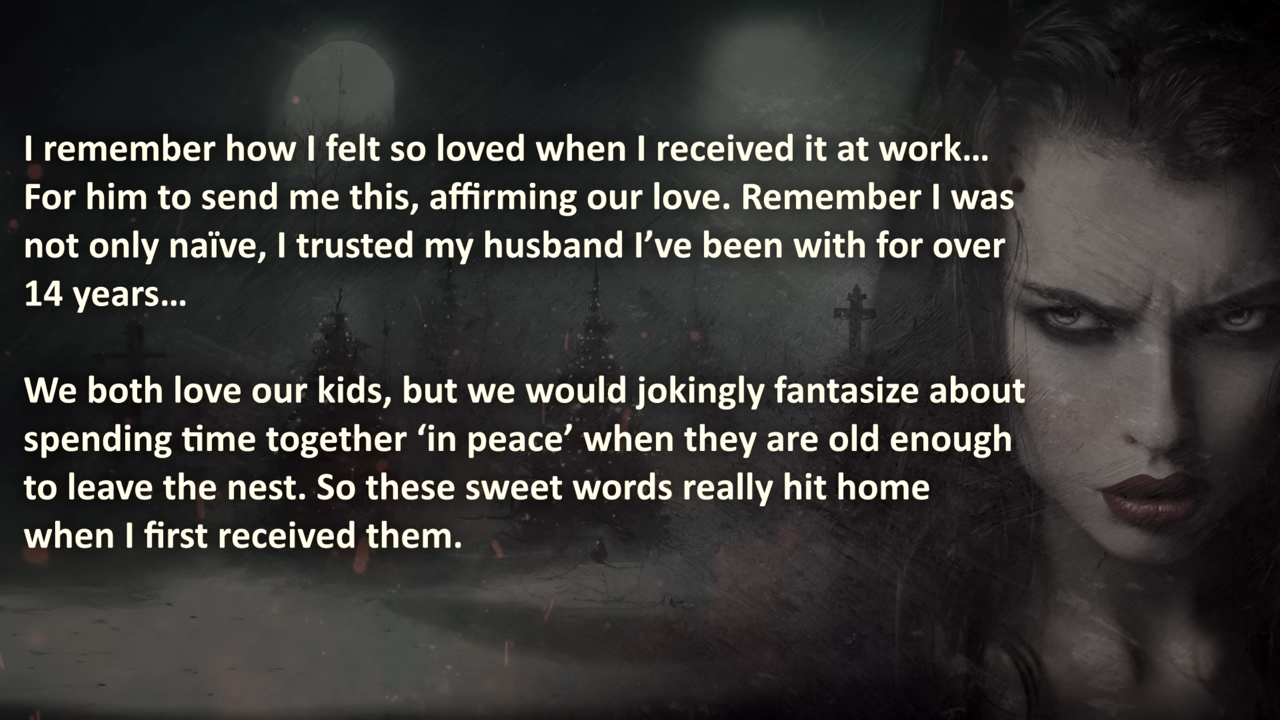 I remember how I felt so loved when I received it at work…
For him to send me this, affirming our love. Remember I was
not only naïve, I trusted my husband I’ve been with for over
14 years…
We both love our kids, but we would jokingly fantasize about
spending time together ‘in peace’ when they are old enough
to leave the nest. So these sweet words really hit home
when I first received them.